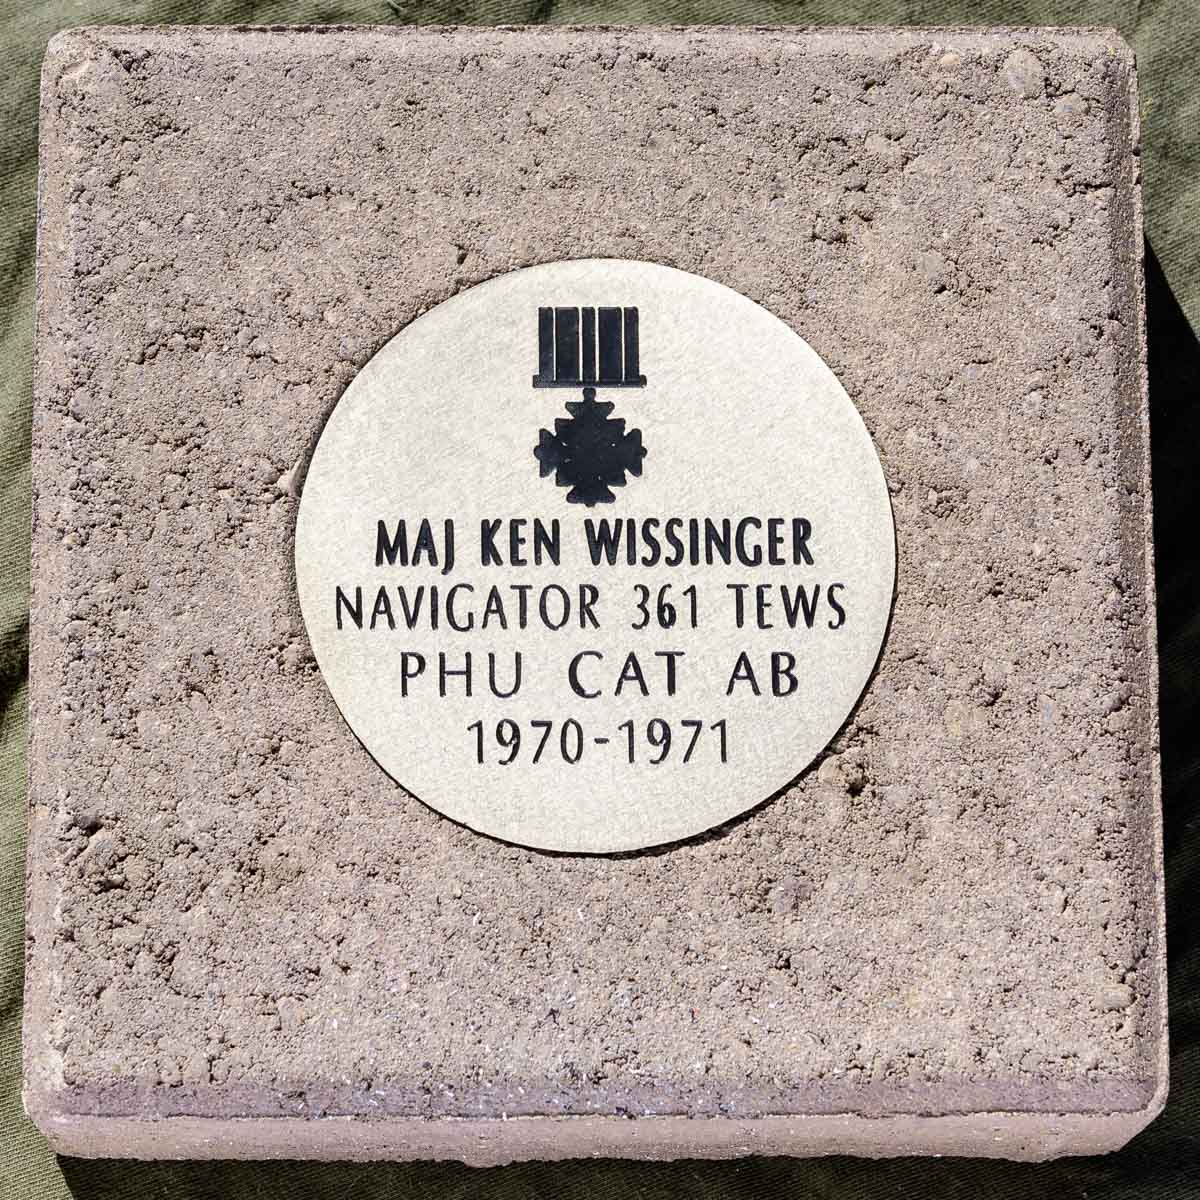 MAJ KEN WISSINGER
NAVIGATOR 361 TEWS
PHU CAT AB
1970-1971